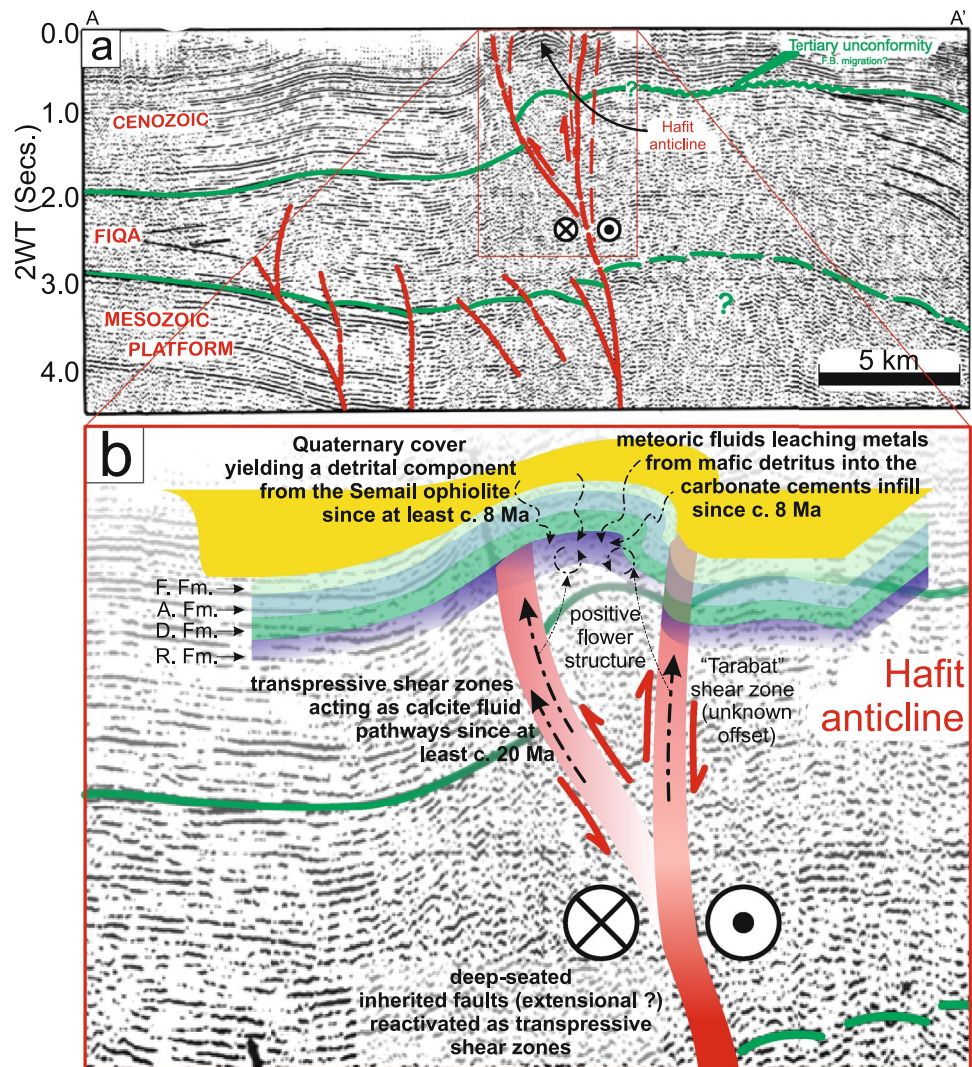 A
A'
a
0.0
1.0
2.0
3.0
4.0
2WT (Secs.)
Tertiary unconformity
F.B. migration?
?
CENOZOIC
Hafit
anticline
FIQA
MESOZOIC
PLATFORM
?
5 km
b
Quaternary cover
yielding a detrital component
from the Semail ophiolite
since at least c. 8 Ma
meteoric fluids leaching metals
from mafic detritus into the
carbonate cements infill
since c. 8 Ma
F. Fm.
A. Fm.
D. Fm.
R. Fm.
positive
flower
structure
transpressive shear zones
acting as calcite fluid
pathways since at
least c. 20 Ma
“Tarabat”
shear zone
(unknown
offset)
Hafit
anticline
deep-seated
inherited faults (extensional ?)
reactivated as transpressive
shear zones